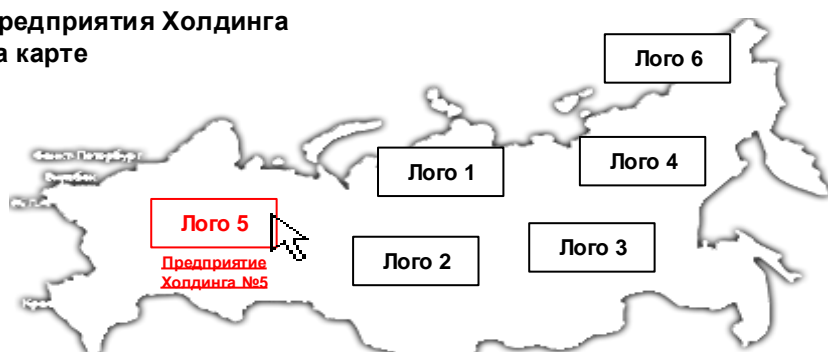 редприятия Холдинга
а карте
Лого 6
Лого 1
Лого 4
Лого 5
Лого 2
Лого 3
Предприятие
Холдинга №5